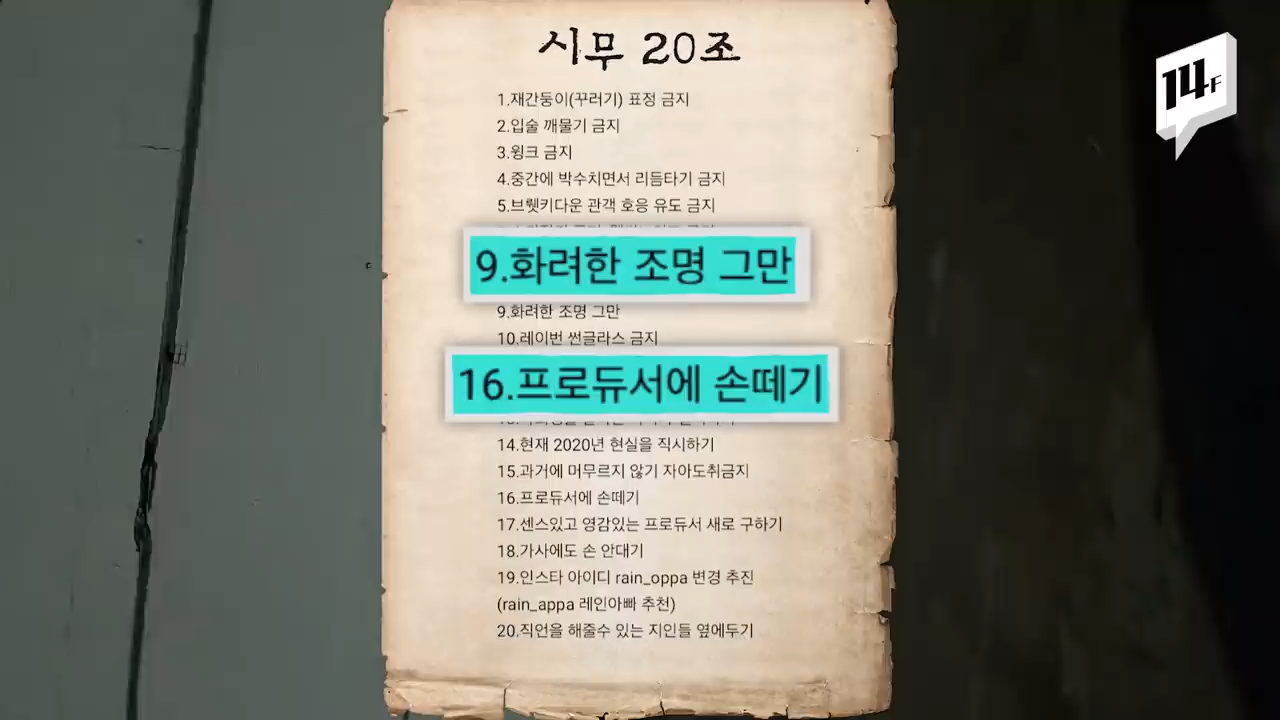 시무 20조
14F
1.재간둥이(꾸러기) 표정 금지
2.입술 깨물기 금지
3.윙크 금지
4.중간에 박수치면서 리듬타기 금지
5.브뤳키다운 관객 호응 유도 금지
9.화려한 조명 그만
9.화려한 조명 그만
10.레이번 썬글라스 금지
16.프로듀서에 손떼기
14.현재 2020년 현실을 직시하기
15.과거에 머무르지 않기 자아도취금지
16.프로듀서에 손떼기
17.센스있고 영감있는 프로듀서 새로 구하기
18.가사에도 손 안대기
19.인스타 아이디 rain_oppa 변경 추진
(rain_appa 레인아빠 추천)
20.직언을 해줄수 있는 지인들 옆에두기